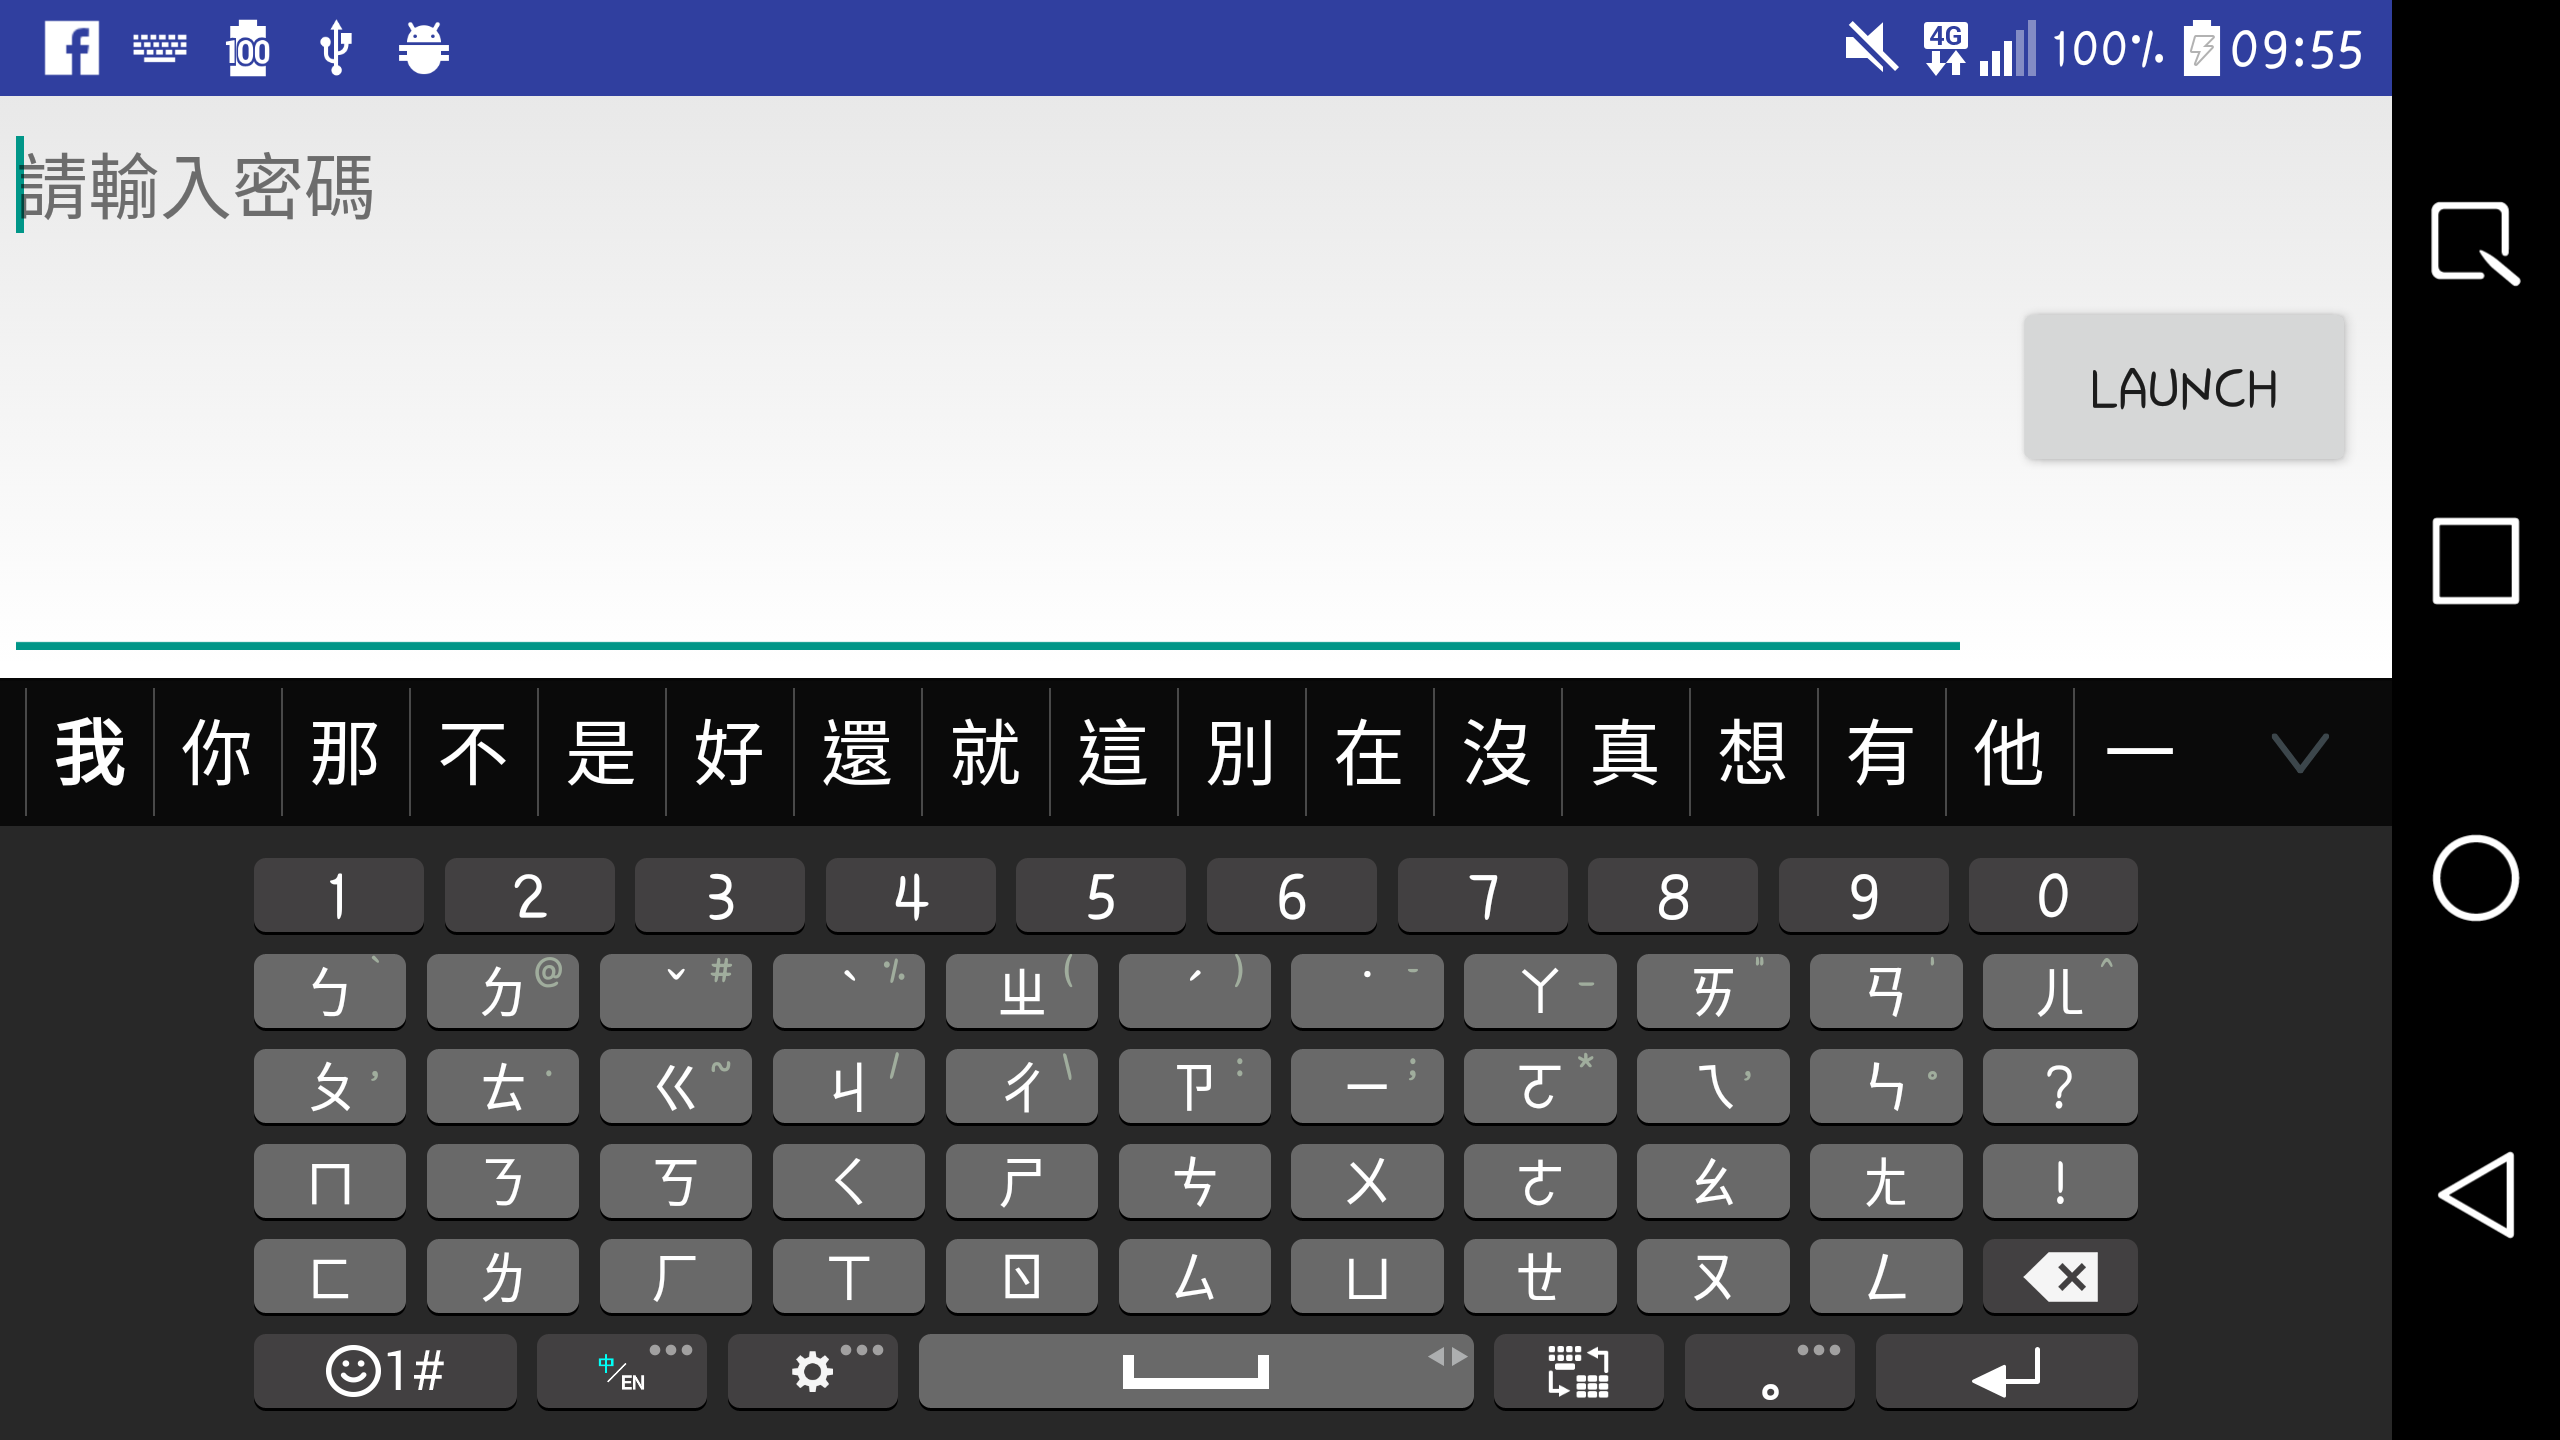 100 4G 100% 09:55
請輸入密碼
LAUNCH
我 你 那 不 是 好 還 就 這 別 在 沒 真 想 有 他 一
1 2 3 4 5 6 7 8 9 0
ㄅ ` ㄉ @ ˇ # ˋ % ㄓ ( ˊ ) ˙ - ㄚ _ ㄞ " ㄢ ' ㄦ ^
ㄆ , ㄊ · ㄍ ~ ㄐ / ㄔ \ ㄗ : ㄧ ; ㄛ * ㄟ , ㄣ 。 ?
ㄇ ㄋ ㄎ ㄑ ㄕ ㄘ ㄨ ㄜ ㄠ ㄤ !
ㄈ ㄌ ㄏ ㄒ ㄖ ㄙ ㄩ ㄝ ㄡ ㄥ
1# 中/EN 。